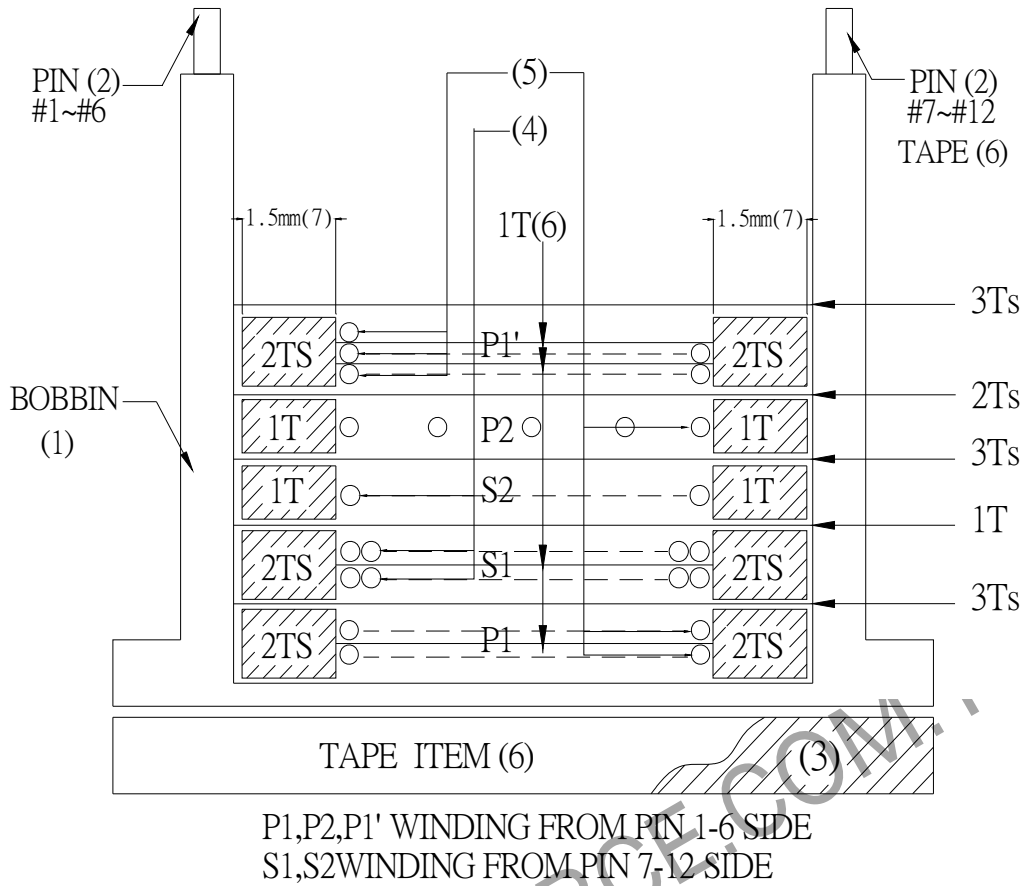 PIN (2)
#1~#6
(5)
(4)
PIN (2)
#7~#12
TAPE (6)
1.5mm(7)
1T(6)
1.5mm(7)
3Ts
2TS
P1'
2TS
2Ts
BOBBIN
(1)
1T
P2
1T
3Ts
1T
S2
1T
1T
2TS
S1
2TS
3Ts
2TS
P1
2TS
TAPE ITEM (6)
(3)
P1,P2,P1' WINDING FROM PIN 1-6 SIDE
S1,S2WINDING FROM PIN 7-12 SIDE